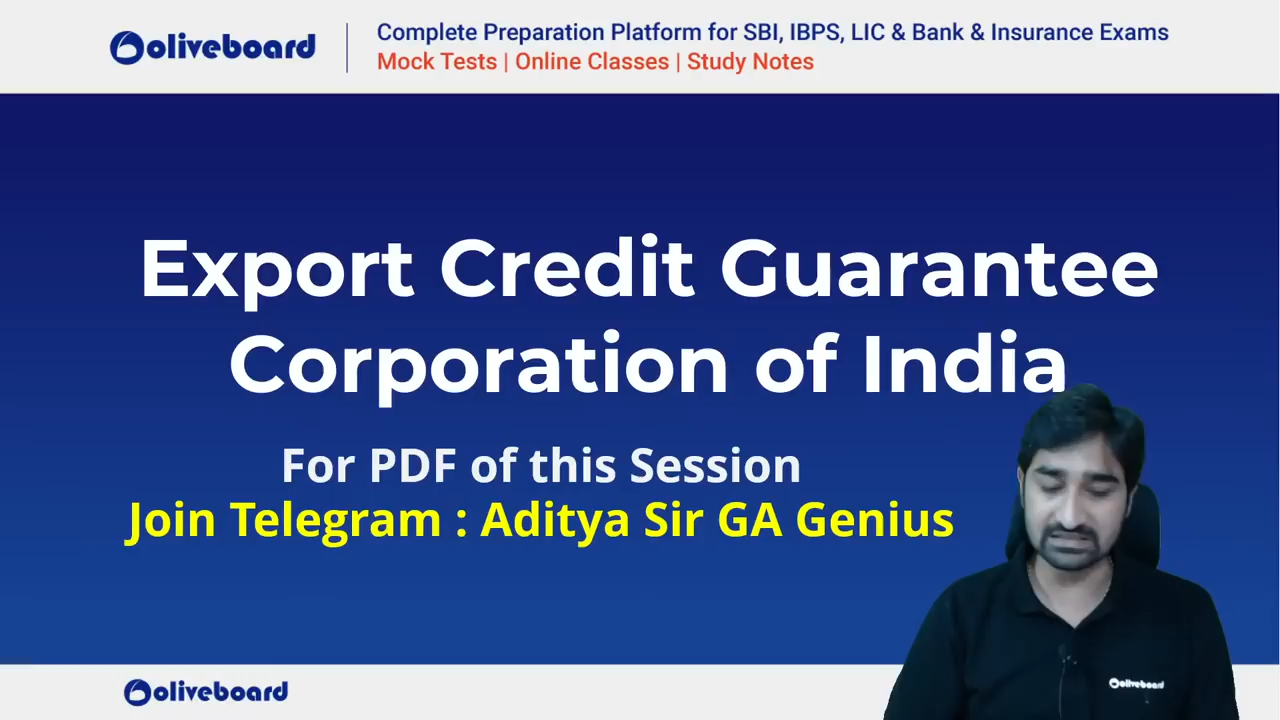 oliveboard
Complete Preparation Platform for SBI, IBPS, LIC & Bank & Insurance Exams
Mock Tests | Online Classes | Study Notes
Export Credit Guarantee
Corporation of India
For PDF of this Session
Join Telegram : Aditya Sir GA Genius
oliveboard
oliveboard